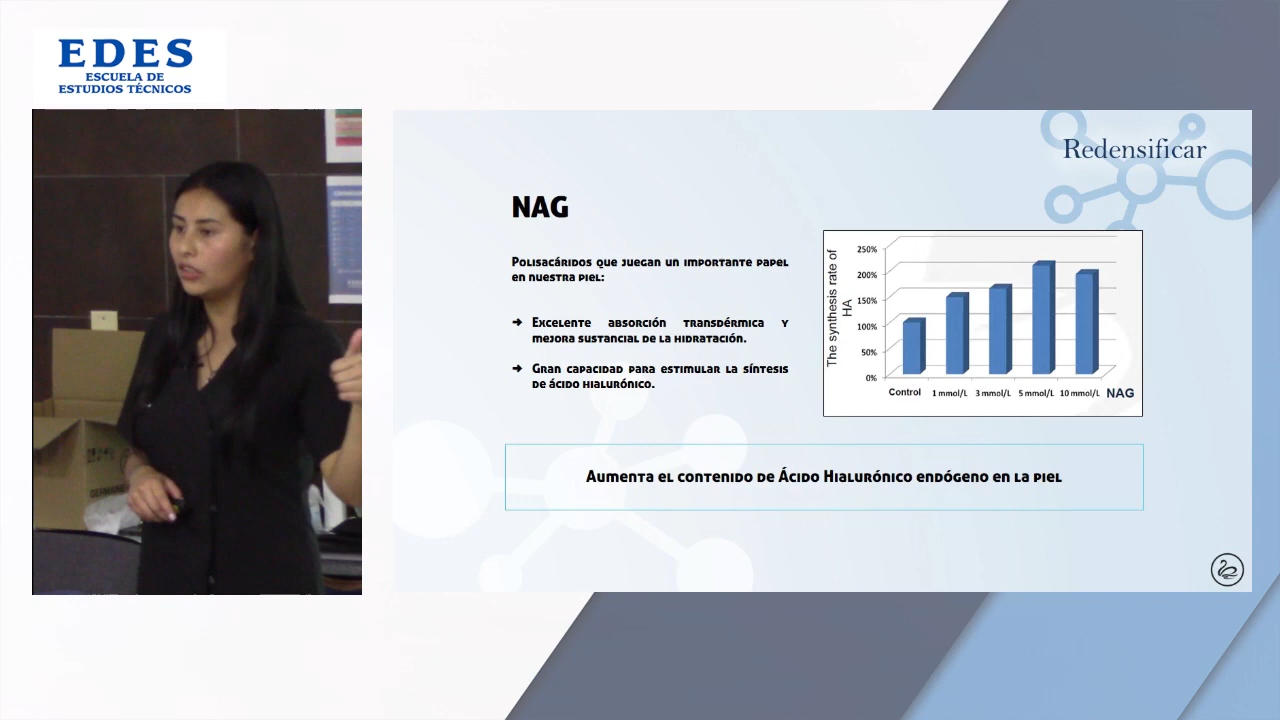 EDES
ESCUELA DE
ESTUDIOS TÉCNICOS
Redensificar
NAG
Polisacáridos que juegan un importante papel
en nuestra piel:
➔ Excelente absorción transdérmica y
mejora sustancial de la hidratación.
➔ Gran capacidad para estimular la síntesis
de ácido hialurónico.
The synthesis rate of
HA
250%
200%
150%
100%
50%
0%
Control 1 mmol/L 3 mmol/L 5 mmol/L 10 mmol/L NAG
Aumenta el contenido de Ácido Hialurónico endógeno en la piel